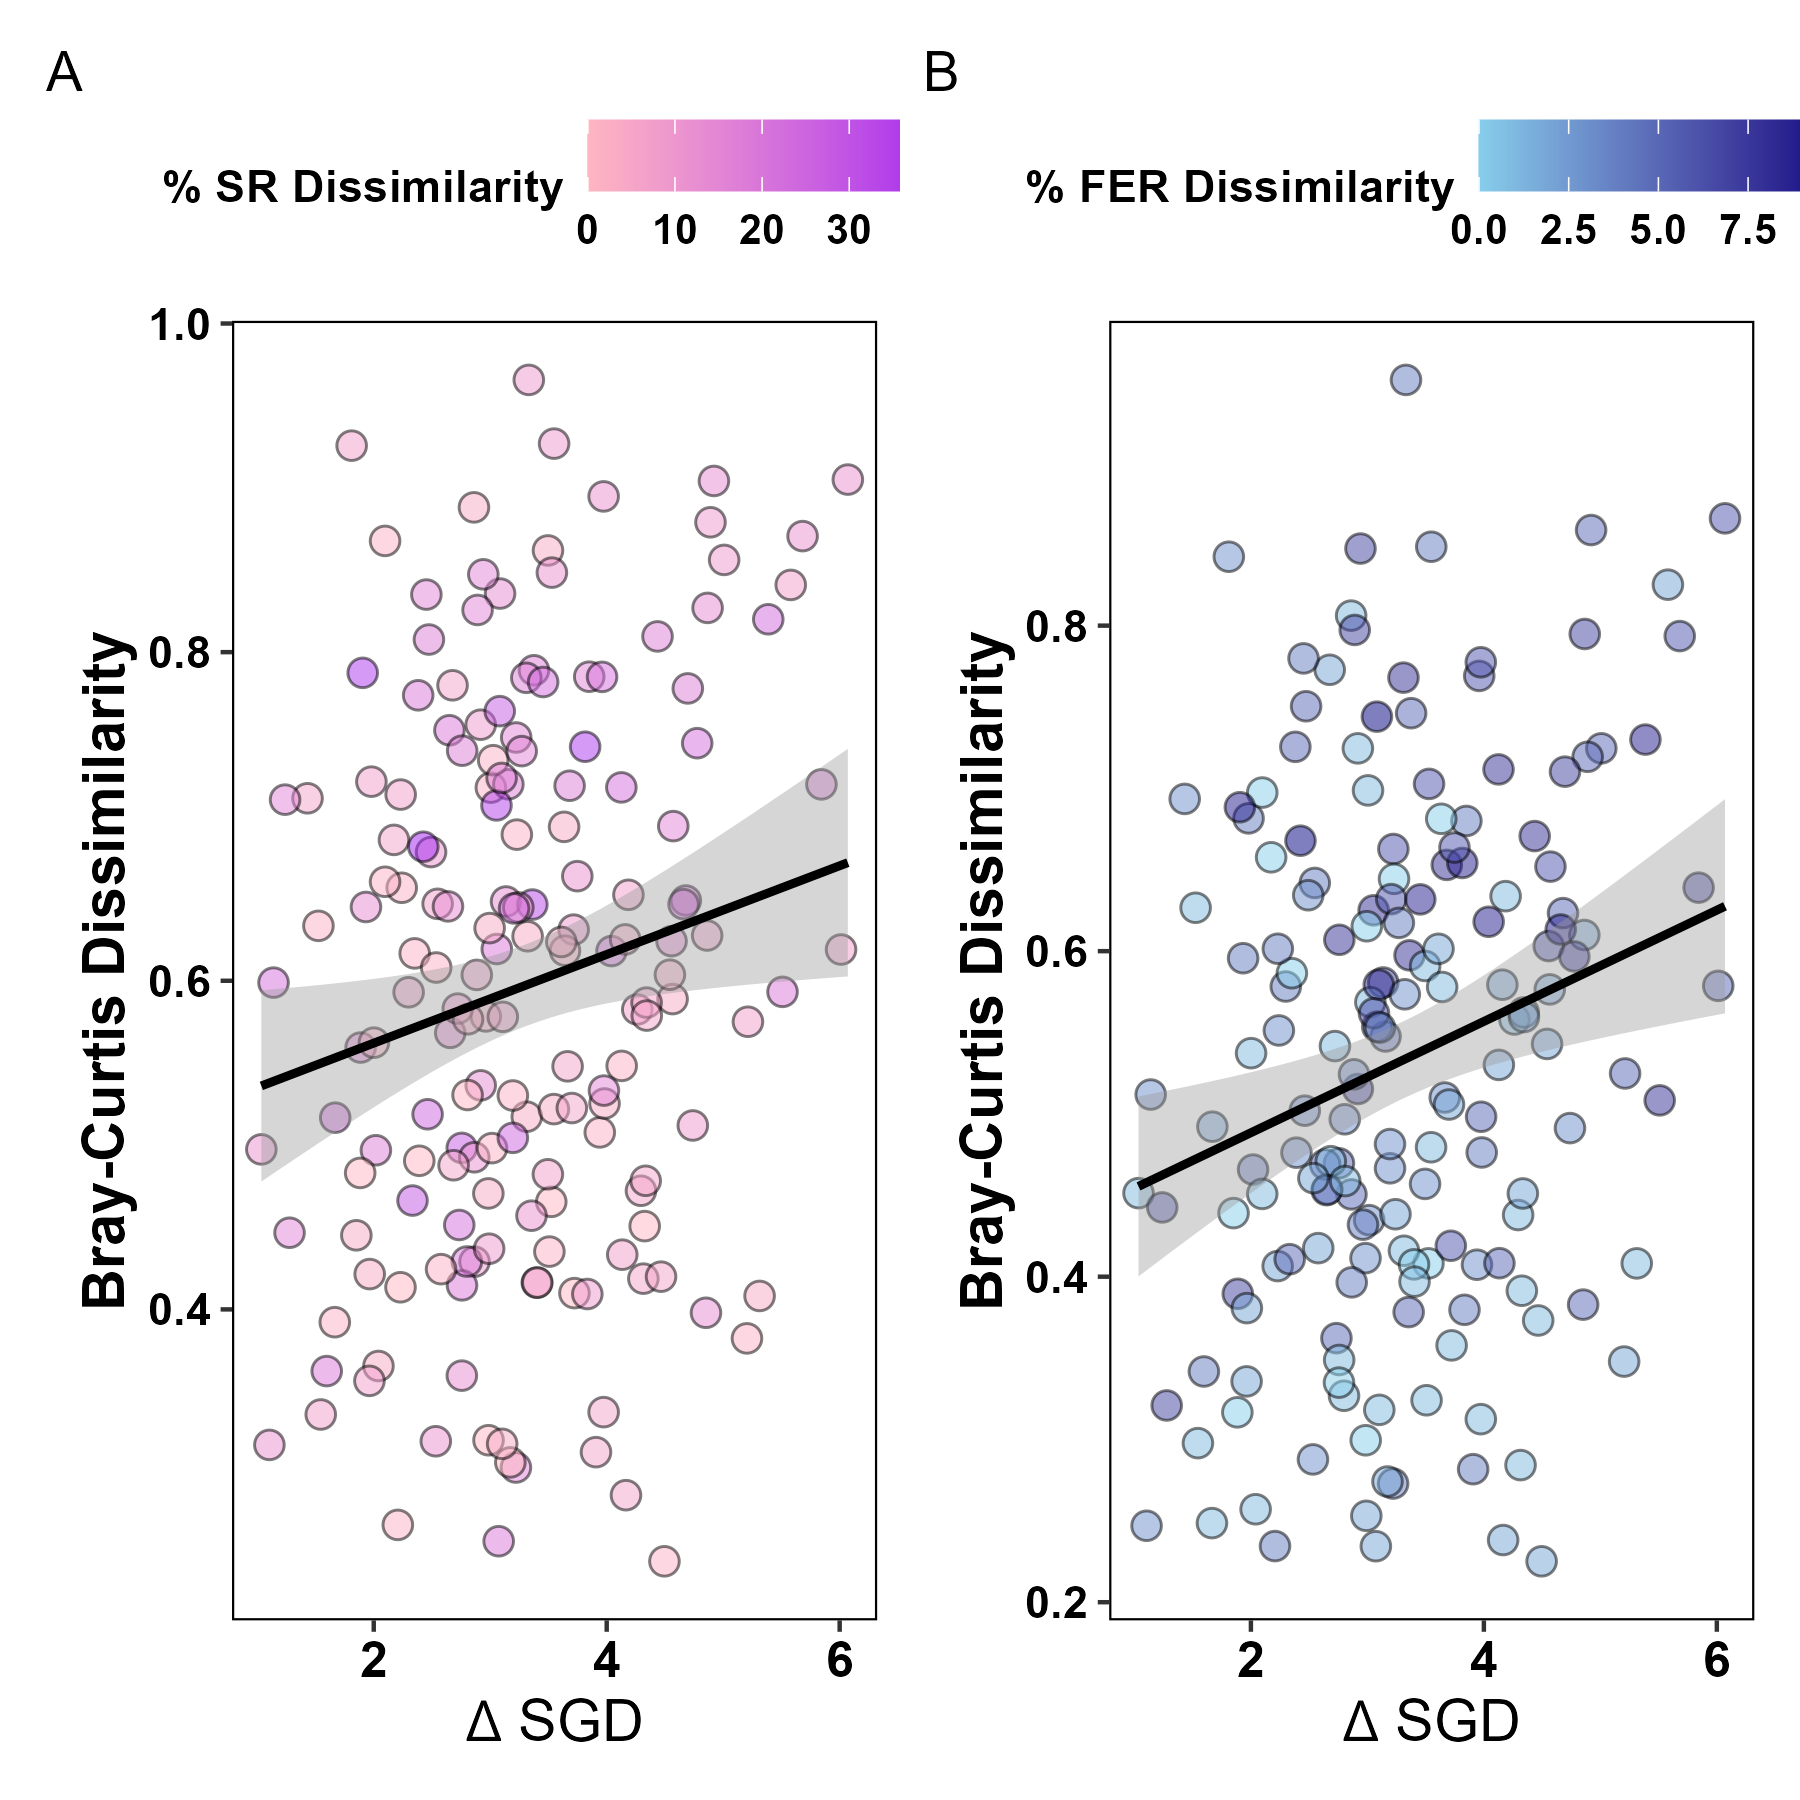 A
% SR Dissimilarity
0 10 20 30
Bray-Curtis Dissimilarity
1.0
0.8
0.6
0.4
2 4 6
Δ SGD
B
% FER Dissimilarity
0.0 2.5 5.0 7.5
Bray-Curtis Dissimilarity
0.8
0.6
0.4
0.2
2 4 6
Δ SGD